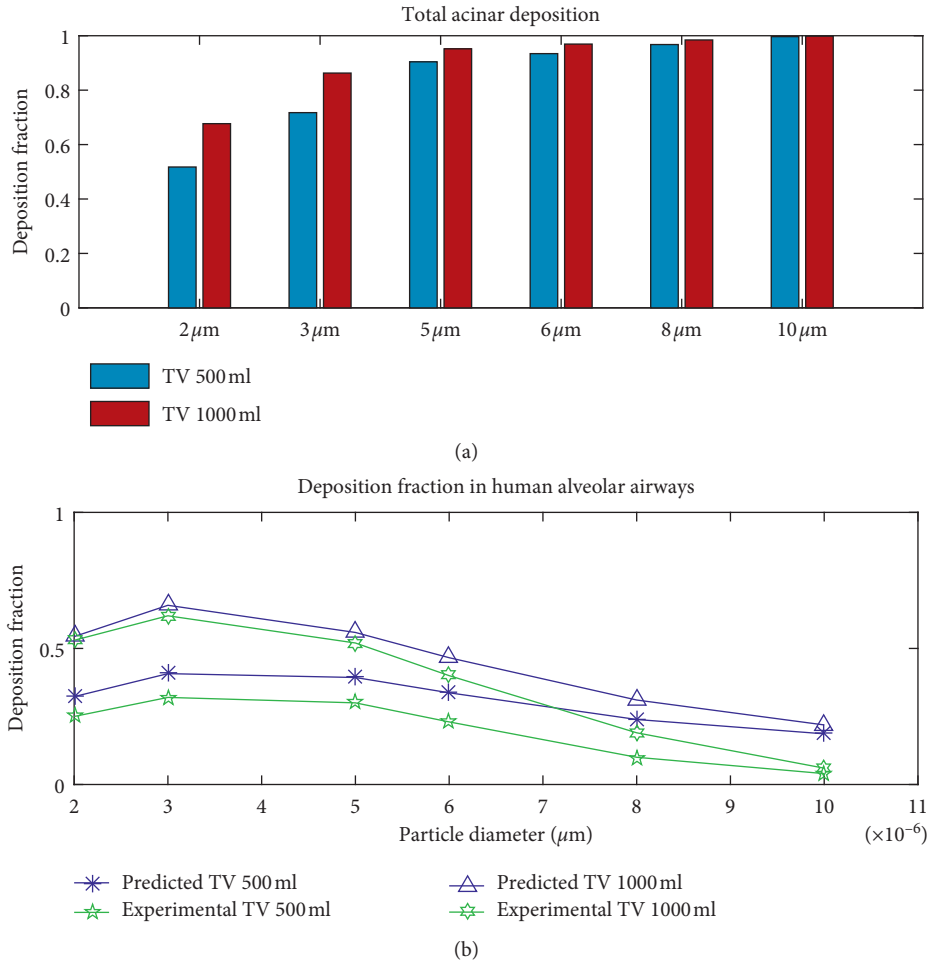 Total acinar deposition
1
0.8
0.6
0.4
0.2
0
Deposition fraction
2 μm 3 μm 5 μm 6 μm 8 μm 10 μm
TV 500 ml
TV 1000 ml
(a)
Deposition fraction in human alveolar airways
1
0.5
0
Deposition fraction
2 3 4 5 6 7 8 9 10 11
Particle diameter (μm) (×10⁻⁶)
Predicted TV 500 ml Predicted TV 1000 ml
Experimental TV 500 ml Experimental TV 1000 ml
(b)